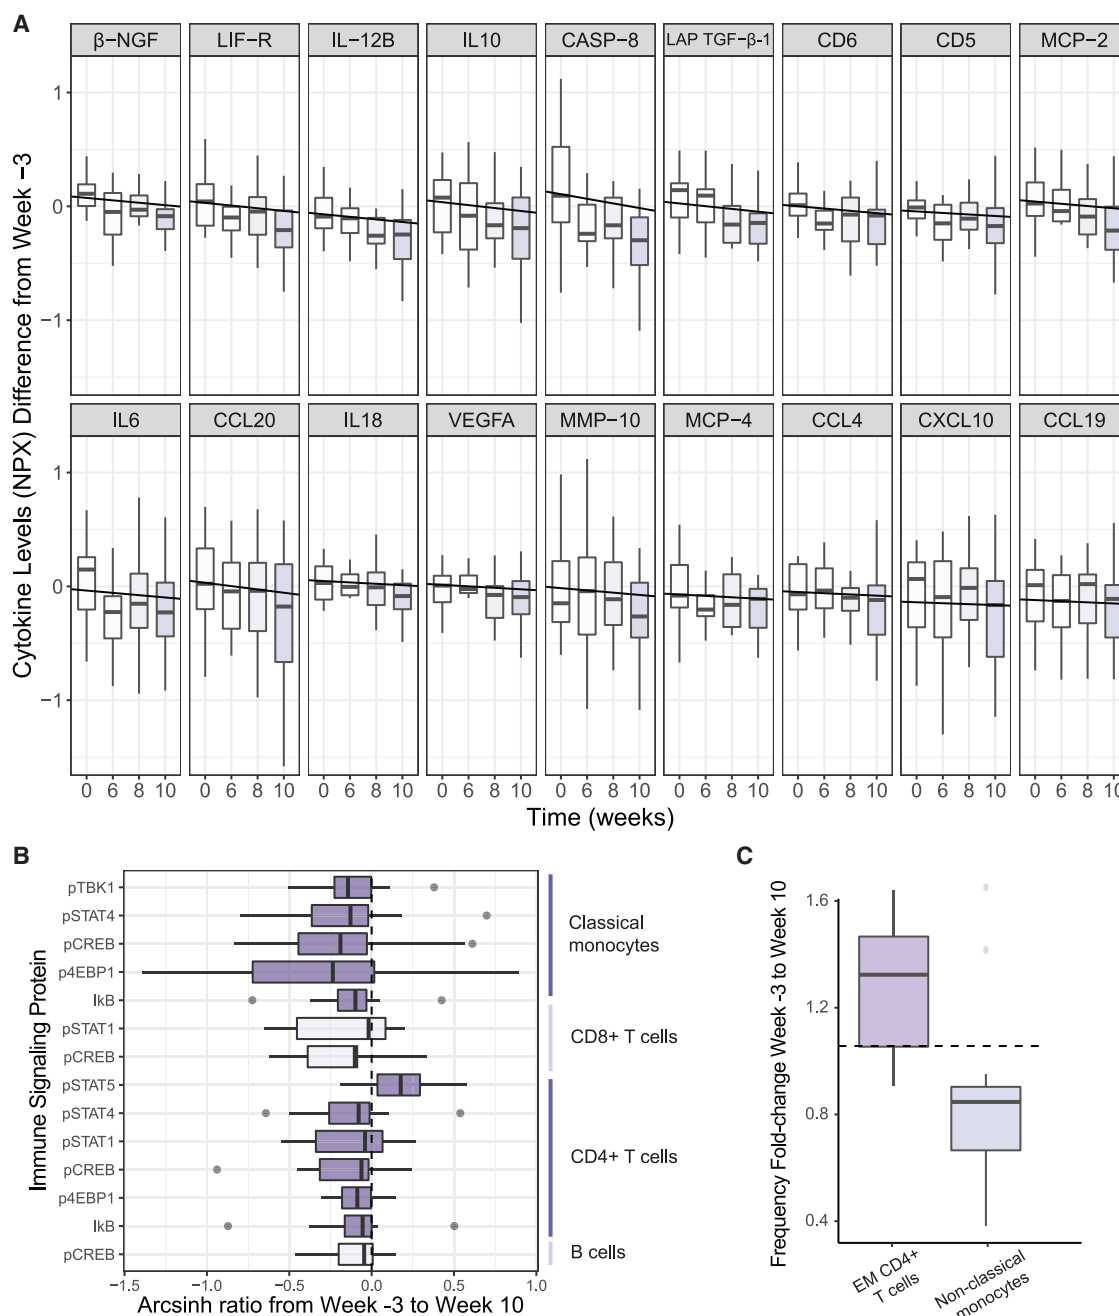 A
β−NGF LIF−R IL−12B IL10 CASP−8 LAP TGF−β-1 CD6 CD5 MCP−2
1
0
−1
IL6 CCL20 IL18 VEGFA MMP−10 MCP−4 CCL4 CXCL10 CCL19
1
0
−1
Cytokine Levels (NPX) Difference from Week −3
0 6 8 10 0 6 8 10 0 6 8 10 0 6 8 10 0 6 8 10 0 6 8 10 0 6 8 10 0 6 8 10 0 6 8 10
Time (weeks)
B
Immune Signaling Protein
pTBK1
pSTAT4
pCREB
p4EBP1
IkB
pSTAT1
pCREB
pSTAT5
pSTAT4
pSTAT1
pCREB
p4EBP1
IkB
pCREB
Classical
monocytes
CD8+ T cells
CD4+ T cells
B cells
−1.5 −1.0 −0.5 0.0 0.5 1.0
Arcsinh ratio from Week -3 to Week 10
C
Frequency Fold-change Week -3 to Week 10
1.6
1.2
0.8
0.4
EM CD4+
T cells
Non-classical
monocytes